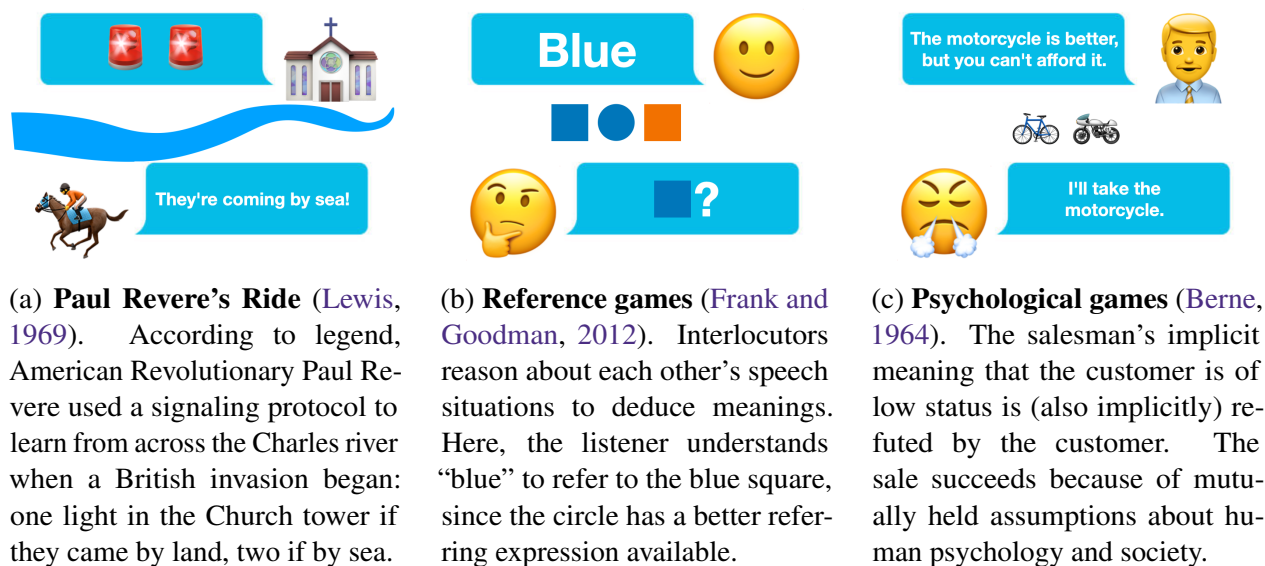 They're coming by sea!
(a) Paul Revere's Ride (Lewis,
1969). According to legend,
American Revolutionary Paul Re-
vere used a signaling protocol to
learn from across the Charles river
when a British invasion began:
one light in the Church tower if
they came by land, two if by sea.
Blue
?
(b) Reference games (Frank and
Goodman, 2012). Interlocutors
reason about each other's speech
situations to deduce meanings.
Here, the listener understands
“blue” to refer to the blue square,
since the circle has a better refer-
ring expression available.
The motorcycle is better,
but you can't afford it.
I'll take the
motorcycle.
(c) Psychological games (Berne,
1964). The salesman's implicit
meaning that the customer is of
low status is (also implicitly) re-
futed by the customer. The
sale succeeds because of mutu-
ally held assumptions about hu-
man psychology and society.